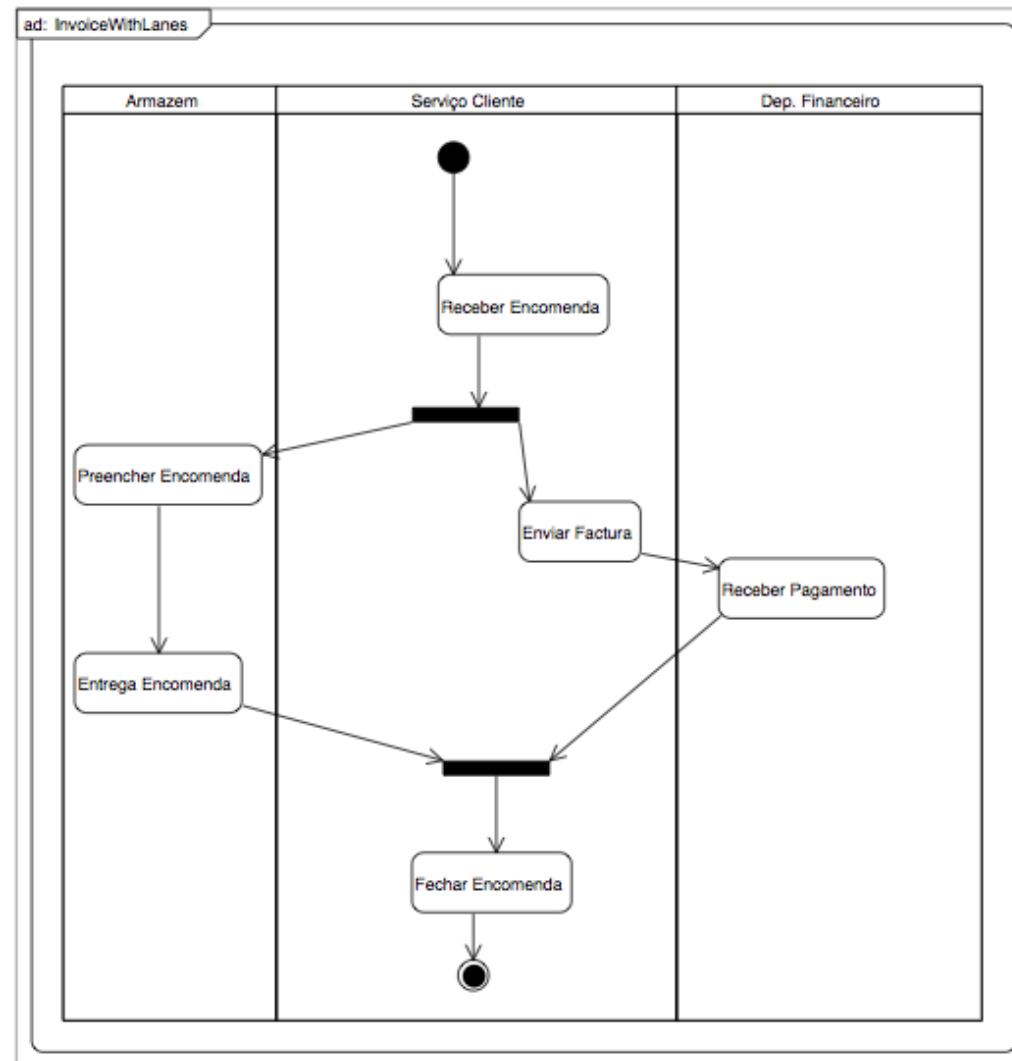 ad: InvoiceWithLanes
Armazem
Serviço Cliente
Dep. Financeiro
Receber Encomenda
Preencher Encomenda
Enviar Factura
Receber Pagamento
Entrega Encomenda
Fechar Encomenda